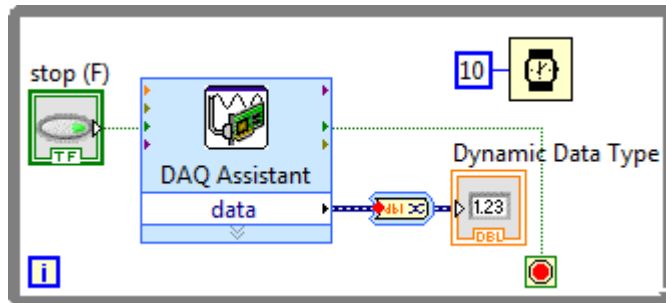 stop (F)
TF
DAQ Assistant
data
10
Dynamic Data Type
dbl
1.23
DBL
i